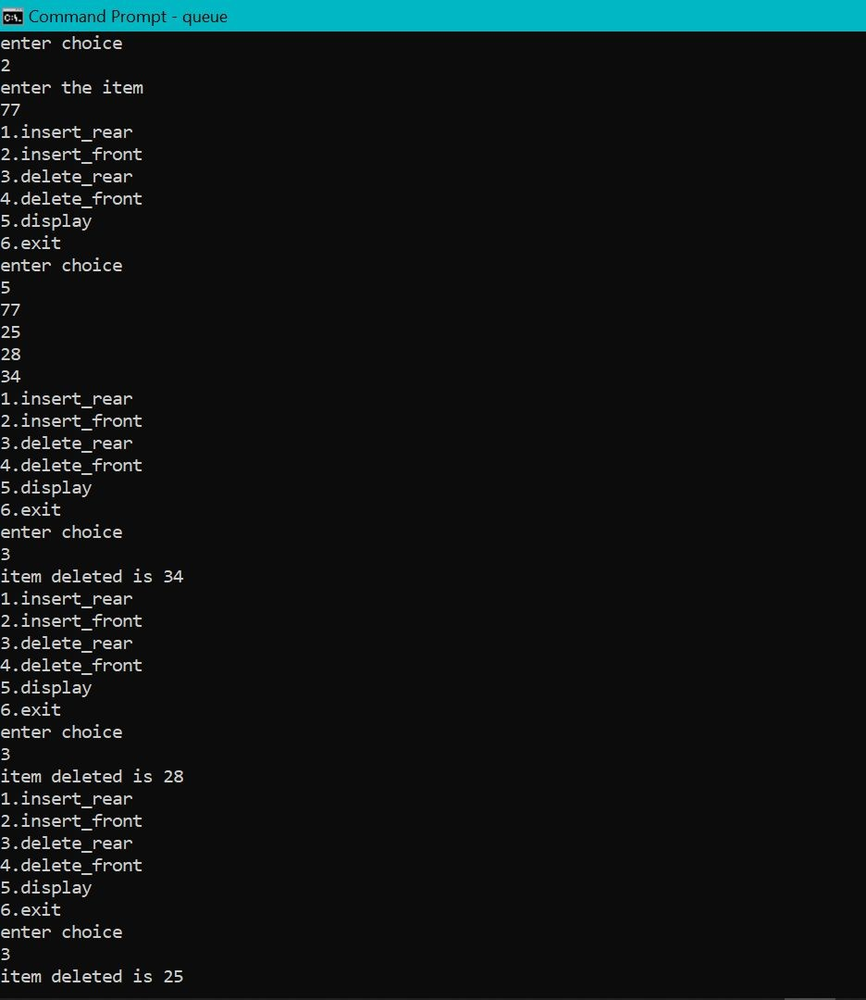 Command Prompt - queue
enter choice
2
enter the item
77
1.insert_rear
2.insert_front
3.delete_rear
4.delete_front
5.display
6.exit
enter choice
5
77
25
28
34
1.insert_rear
2.insert_front
3.delete_rear
4.delete_front
5.display
6.exit
enter choice
3
item deleted is 34
1.insert_rear
2.insert_front
3.delete_rear
4.delete_front
5.display
6.exit
enter choice
3
item deleted is 28
1.insert_rear
2.insert_front
3.delete_rear
4.delete_front
5.display
6.exit
enter choice
3
item deleted is 25